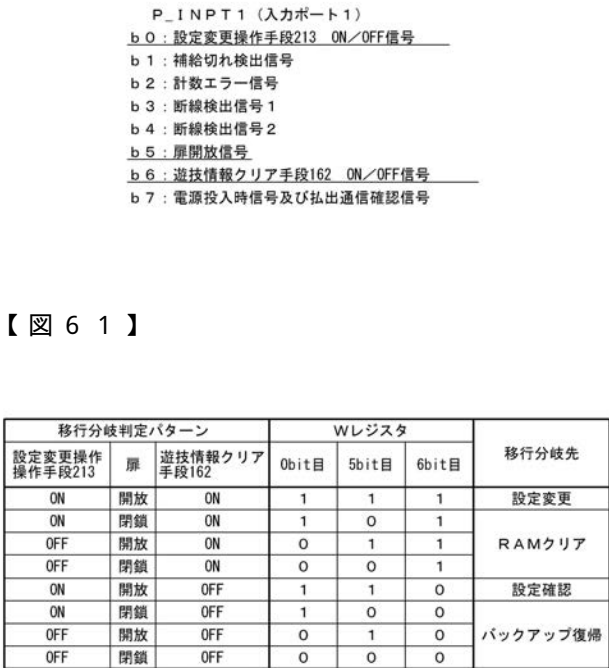 P_INPT1(入力ポート1)
b0:設定変更操作手段213 ON/OFF信号
b1:補給切れ検出信号
b2:計数エラー信号
b3:断線検出信号1
b4:断線検出信号2
b5:扉開放信号
b6:遊技情報クリア手段162 ON/OFF信号
b7:電源投入時信号及び払出通信確認信号
【図61】
移行分岐判定パターン Wレジスタ 移行分岐先
設定変更操作操作手段213 扉 遊技情報クリア手段162 0bit目 5bit目 6bit目
ON 開放 ON 1 1 1 設定変更
ON 閉鎖 ON 1 0 1
OFF 開放 ON 0 1 1 RAMクリア
OFF 閉鎖 ON 0 0 1
ON 開放 OFF 1 1 0 設定確認
ON 閉鎖 OFF 1 0 0
OFF 開放 OFF 0 1 0 バックアップ復帰
OFF 閉鎖 OFF 0 0 0